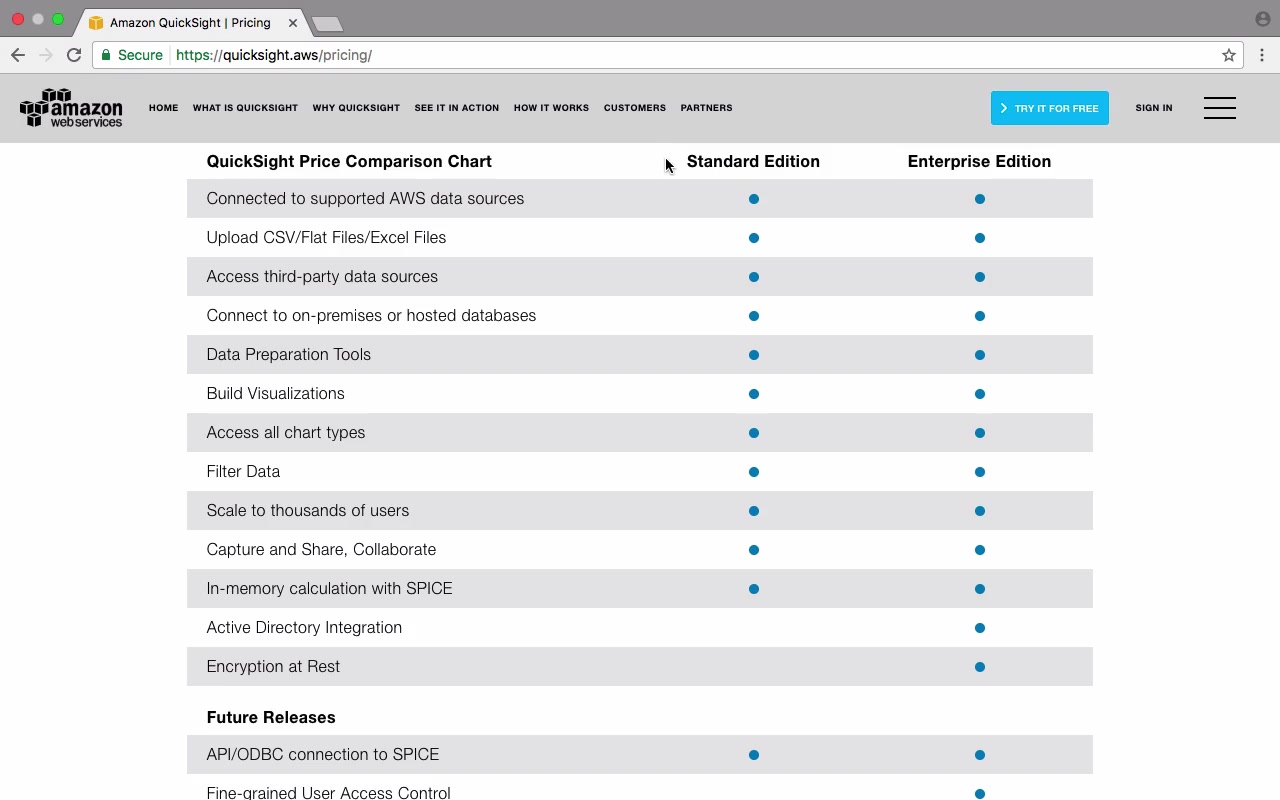 Amazon QuickSight | Pricing
Secure https://quicksight.aws/pricing/
amazon
webservices
HOME WHAT IS QUICKSIGHT WHY QUICKSIGHT SEE IT IN ACTION HOW IT WORKS CUSTOMERS PARTNERS TRY IT FOR FREE SIGN IN
QuickSight Price Comparison Chart Standard Edition Enterprise Edition
Connected to supported AWS data sources
Upload CSV/Flat Files/Excel Files
Access third-party data sources
Connect to on-premises or hosted databases
Data Preparation Tools
Build Visualizations
Access all chart types
Filter Data
Scale to thousands of users
Capture and Share, Collaborate
In-memory calculation with SPICE
Active Directory Integration
Encryption at Rest
Future Releases
API/ODBC connection to SPICE
Fine-grained User Access Control